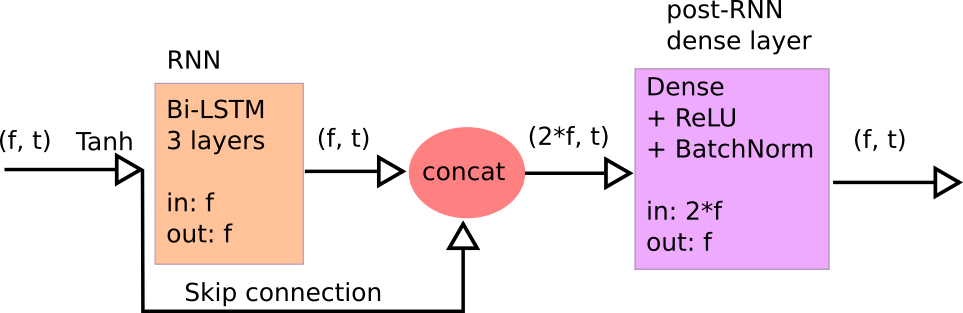 post-RNN
dense layer
RNN
(f, t)
Tanh
Bi-LSTM
3 layers
in: f
out: f
(f, t)
concat
(2*f, t)
Dense
+ ReLU
+ BatchNorm
in: 2*f
out: f
(f, t)
Skip connection